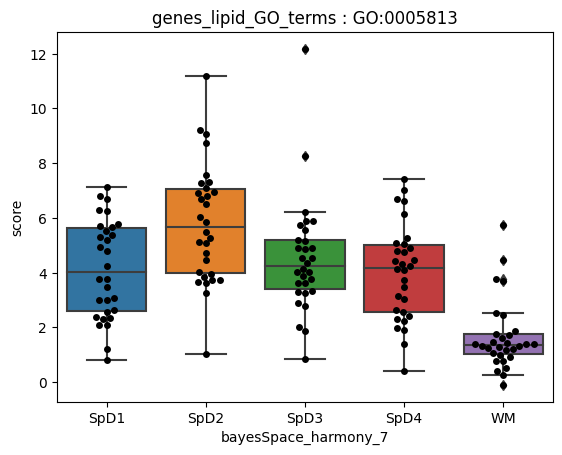 genes_lipid_GO_terms : GO:0005813
12
10
8
6
4
2
0
score
SpD1 SpD2 SpD3 SpD4 WM
bayesSpace_harmony_7